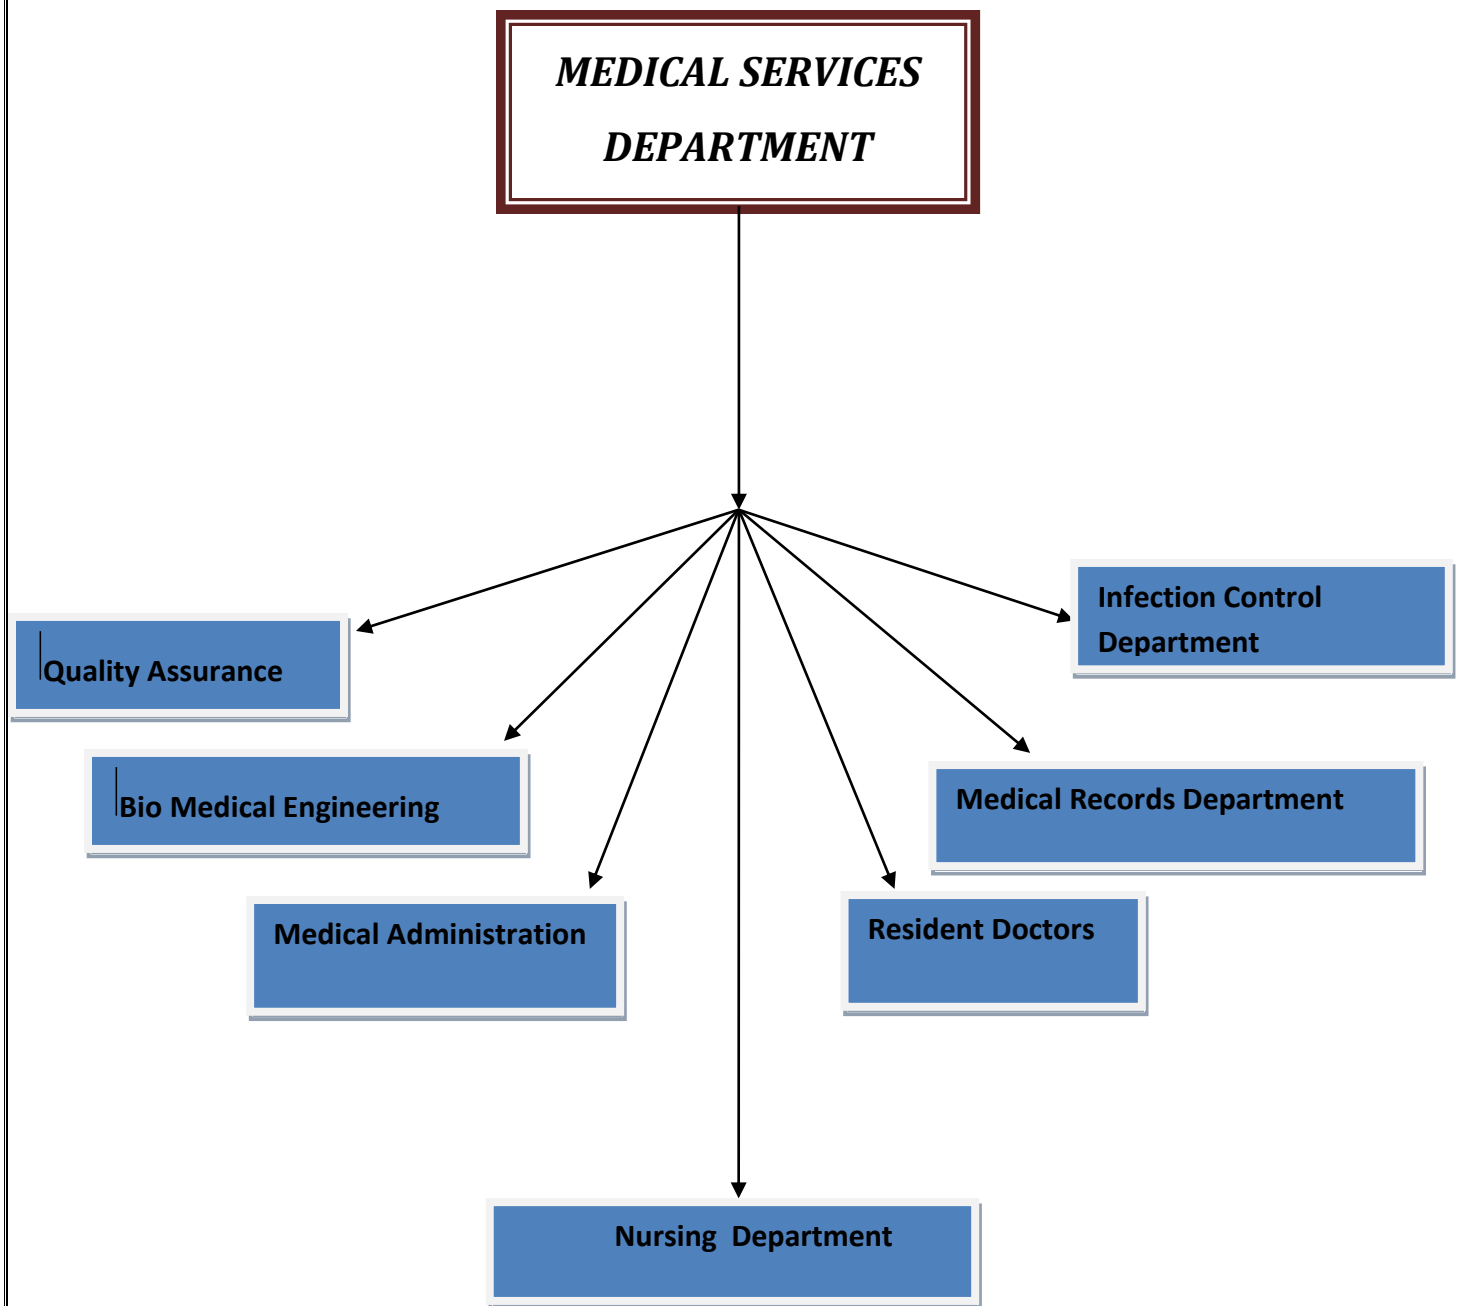 MEDICAL SERVICES
DEPARTMENT
Infection Control
Department
Quality Assurance
Bio Medical Engineering
Medical Records Department
Medical Administration
Resident Doctors
Nursing  Department